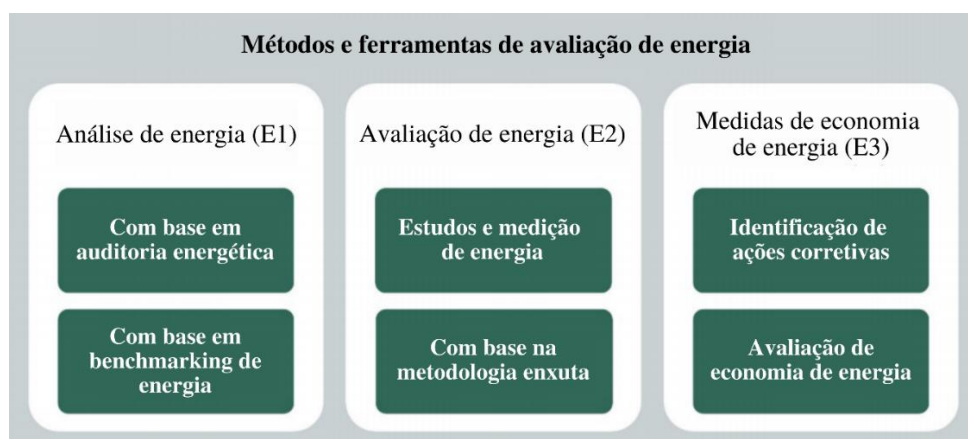 Métodos e ferramentas de avaliação de energia
Análise de energia (E1)
Com base em
auditoria energética
Com base em
benchmarking de
energia
Avaliação de energia (E2)
Estudos e medição
de energia
Com base na
metodologia enxuta
Medidas de economia
de energia (E3)
Identificação de
ações corretivas
Avaliação de
economia de energia